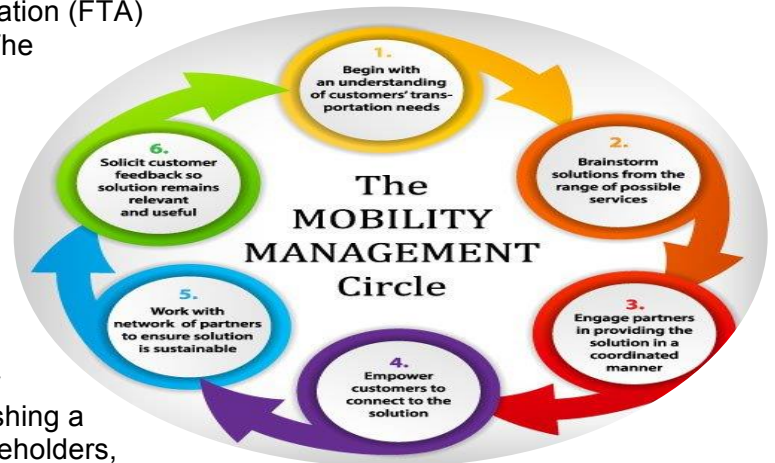 ation (FTA)
he
1.
Begin with
an understanding
of customers' trans-
portation needs
2.
Brainstorm
solutions from the
range of possible
services
3.
Engage partners
in providing the
solution in a
coordinated
manner
4.
Empower
customers to
connect to the
solution
5.
Work with
network of partners
to ensure solution
is sustainable
6.
Solicit customer
feedback so
solution remains
relevant
and useful
The
MOBILITY
MANAGEMENT
Circle
shing a
eholders,